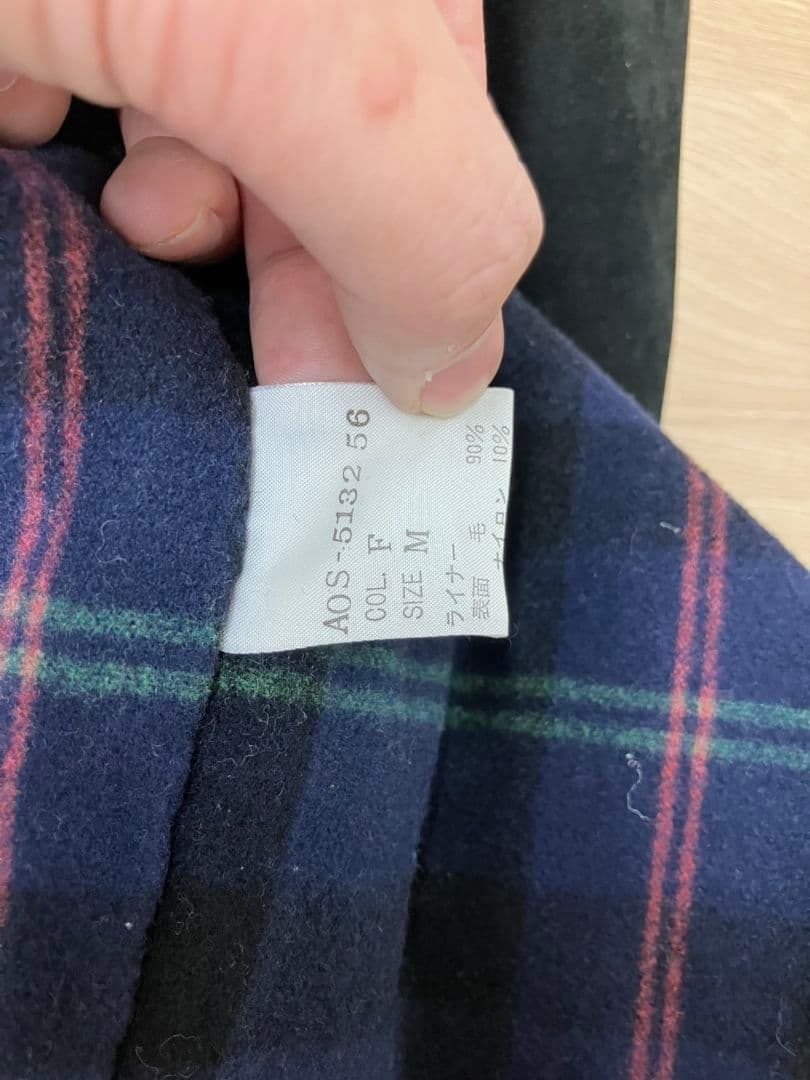 AOS-5132 56
COL. F
SIZE M
ライナー
表面 毛 90%
ナイロン 10%